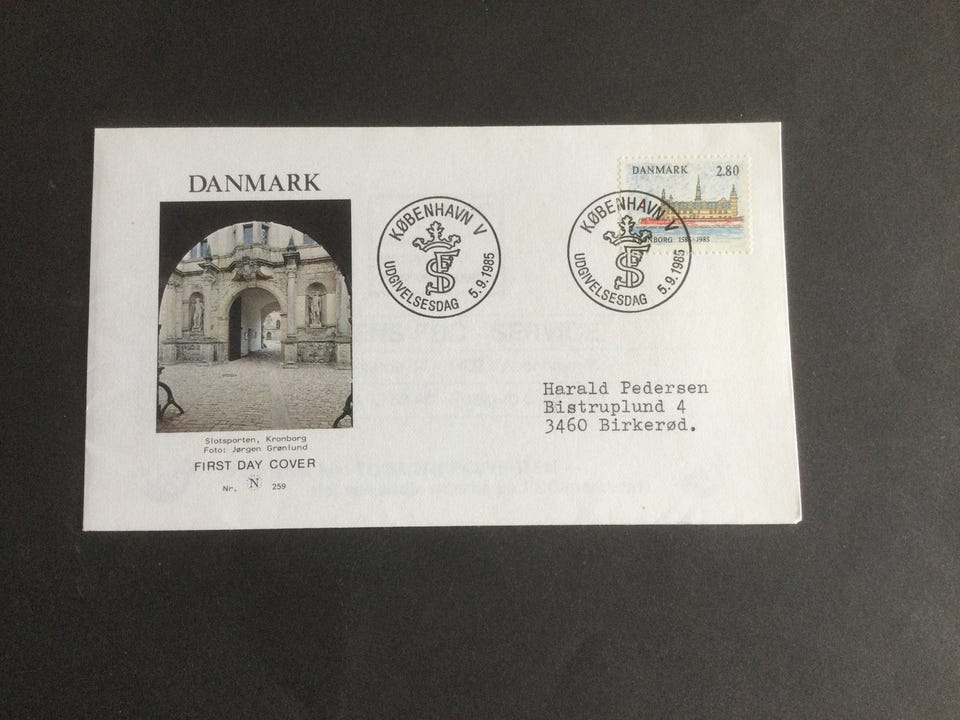 DANMARK
Slotsporten, Kronborg
Foto: Jørgen Grønlund
FIRST DAY COVER
Nr. N 259
KØBENHAVN V
UDGIVELSESDAG 5.9.1985
KØBENHAVN V
UDGIVELSESDAG 5.9.1985
DANMARK 2.80
1585-1985
Harald Pedersen
Bistruplund 4
3460 Birkerød.
SERVICE